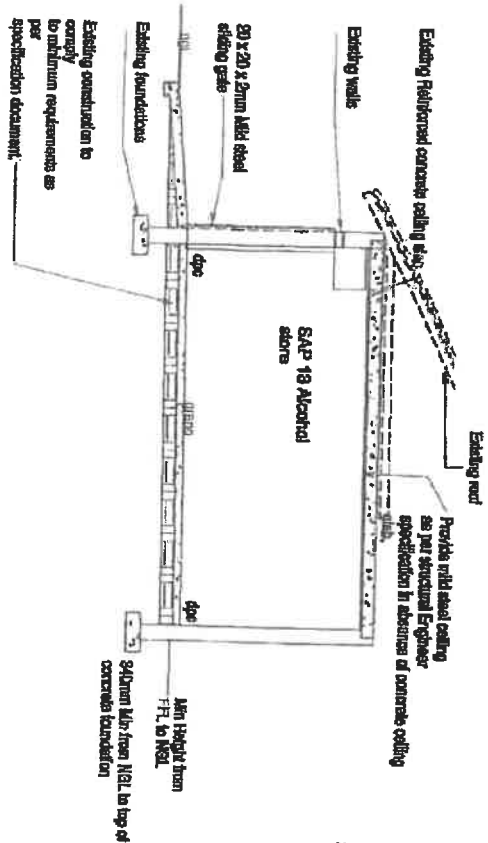 Existing Reinforced concrete ceiling slab
Existing roof
Provide mild steel ceiling
as per structural Engineer
specification in absence of concrete ceiling
slab
Existing walls
20 x 20 x 2mm Mild steel
sliding gate
SAP 18 Alcohol
store
NGL
dpc
dpc
Existing foundations
Existing construction to
comply
to minimum requirements as
per
specification document
Min Height from
FFL to NGL
340mm Min from NGL to top of
concrete foundation